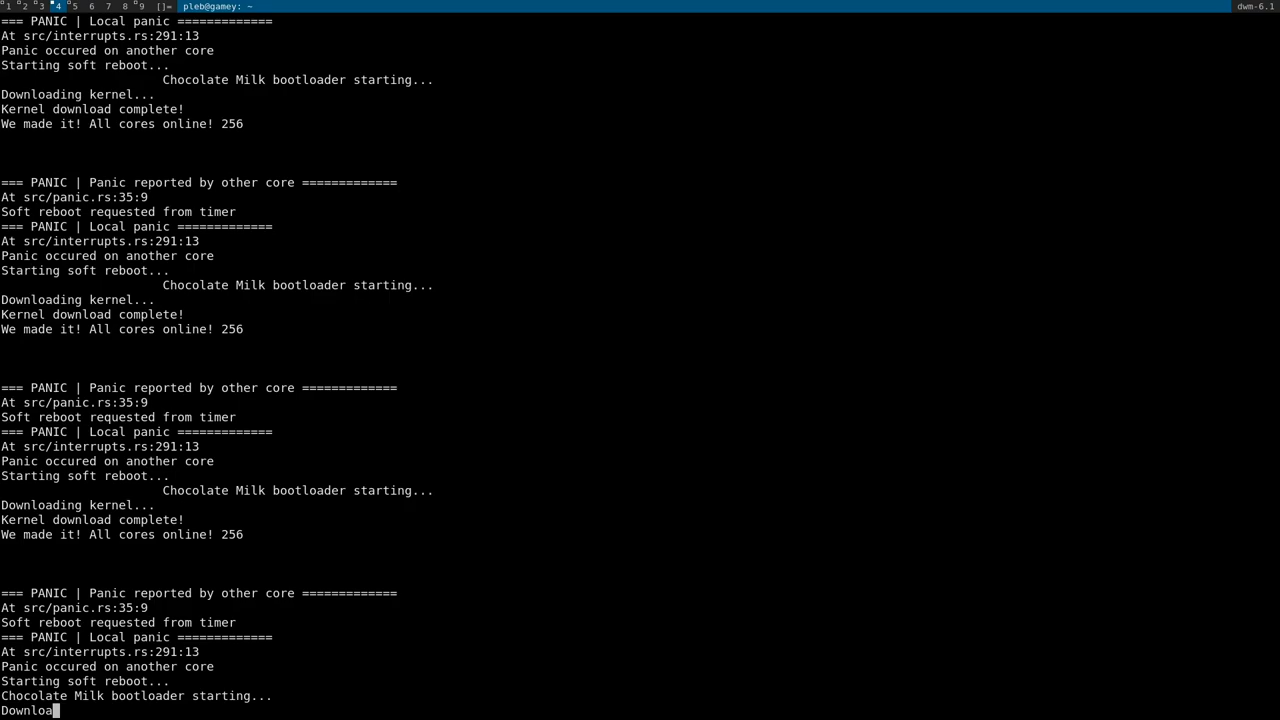 1 2 3 4 5 6 7 8 9 []= pleb@gamey: ~ dwm-6.1
=== PANIC | Local panic =============
At src/interrupts.rs:291:13
Panic occured on another core
Starting soft reboot...
Chocolate Milk bootloader starting...
Downloading kernel...
Kernel download complete!
We made it! All cores online! 256
=== PANIC | Panic reported by other core =============
At src/panic.rs:35:9
Soft reboot requested from timer
=== PANIC | Local panic =============
At src/interrupts.rs:291:13
Panic occured on another core
Starting soft reboot...
Chocolate Milk bootloader starting...
Downloading kernel...
Kernel download complete!
We made it! All cores online! 256
=== PANIC | Panic reported by other core =============
At src/panic.rs:35:9
Soft reboot requested from timer
=== PANIC | Local panic =============
At src/interrupts.rs:291:13
Panic occured on another core
Starting soft reboot...
Chocolate Milk bootloader starting...
Downloading kernel...
Kernel download complete!
We made it! All cores online! 256
=== PANIC | Panic reported by other core =============
At src/panic.rs:35:9
Soft reboot requested from timer
=== PANIC | Local panic =============
At src/interrupts.rs:291:13
Panic occured on another core
Starting soft reboot...
Chocolate Milk bootloader starting...
Downloa